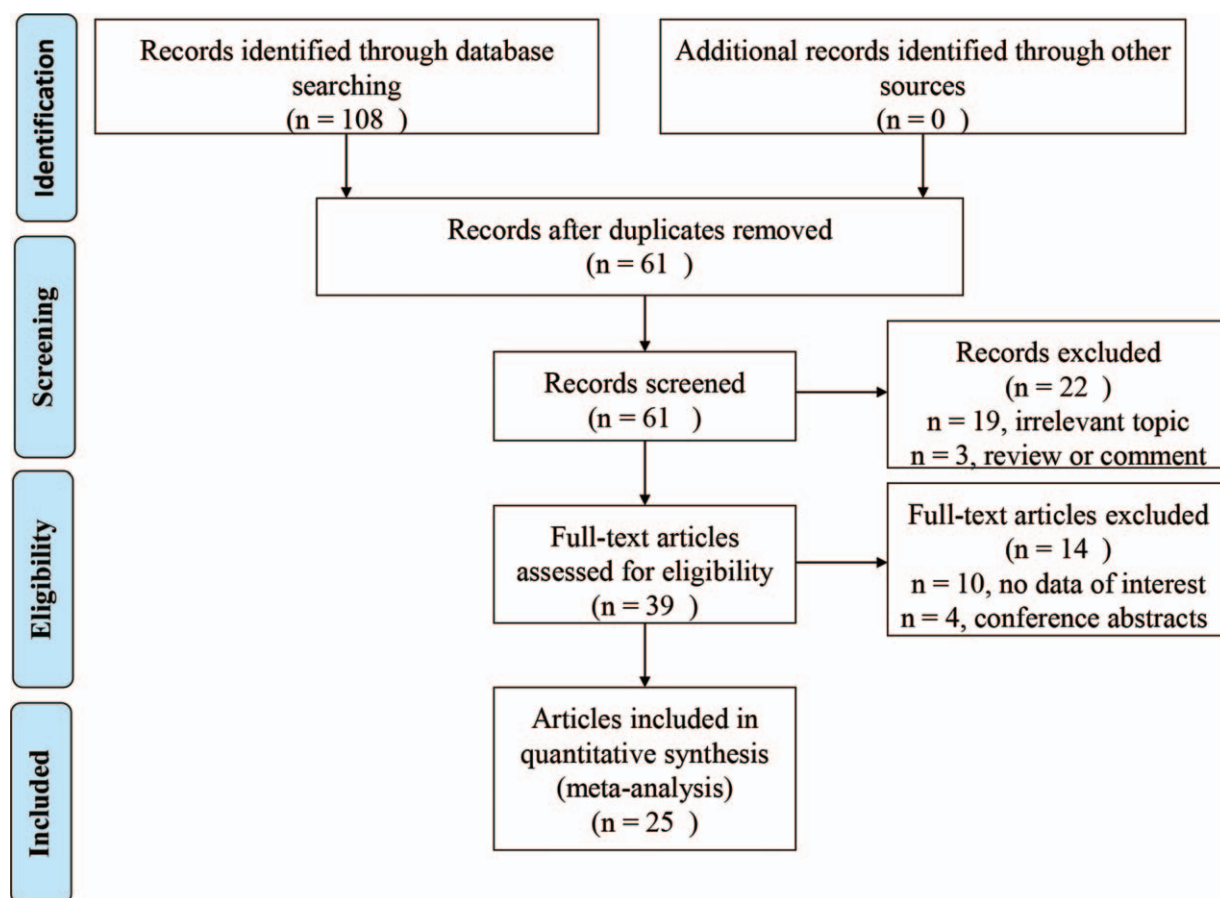 Identification
Records identified through database
searching
(n = 108 )
Additional records identified through other
sources
(n = 0 )
Records after duplicates removed
(n = 61 )
Screening
Records screened
(n = 61 )
Records excluded
(n = 22 )
n = 19, irrelevant topic
n = 3, review or comment
Eligibility
Full-text articles
assessed for eligibility
(n = 39 )
Full-text articles excluded
(n = 14 )
n = 10, no data of interest
n = 4, conference abstracts
Included
Articles included in
quantitative synthesis
(meta-analysis)
(n = 25 )